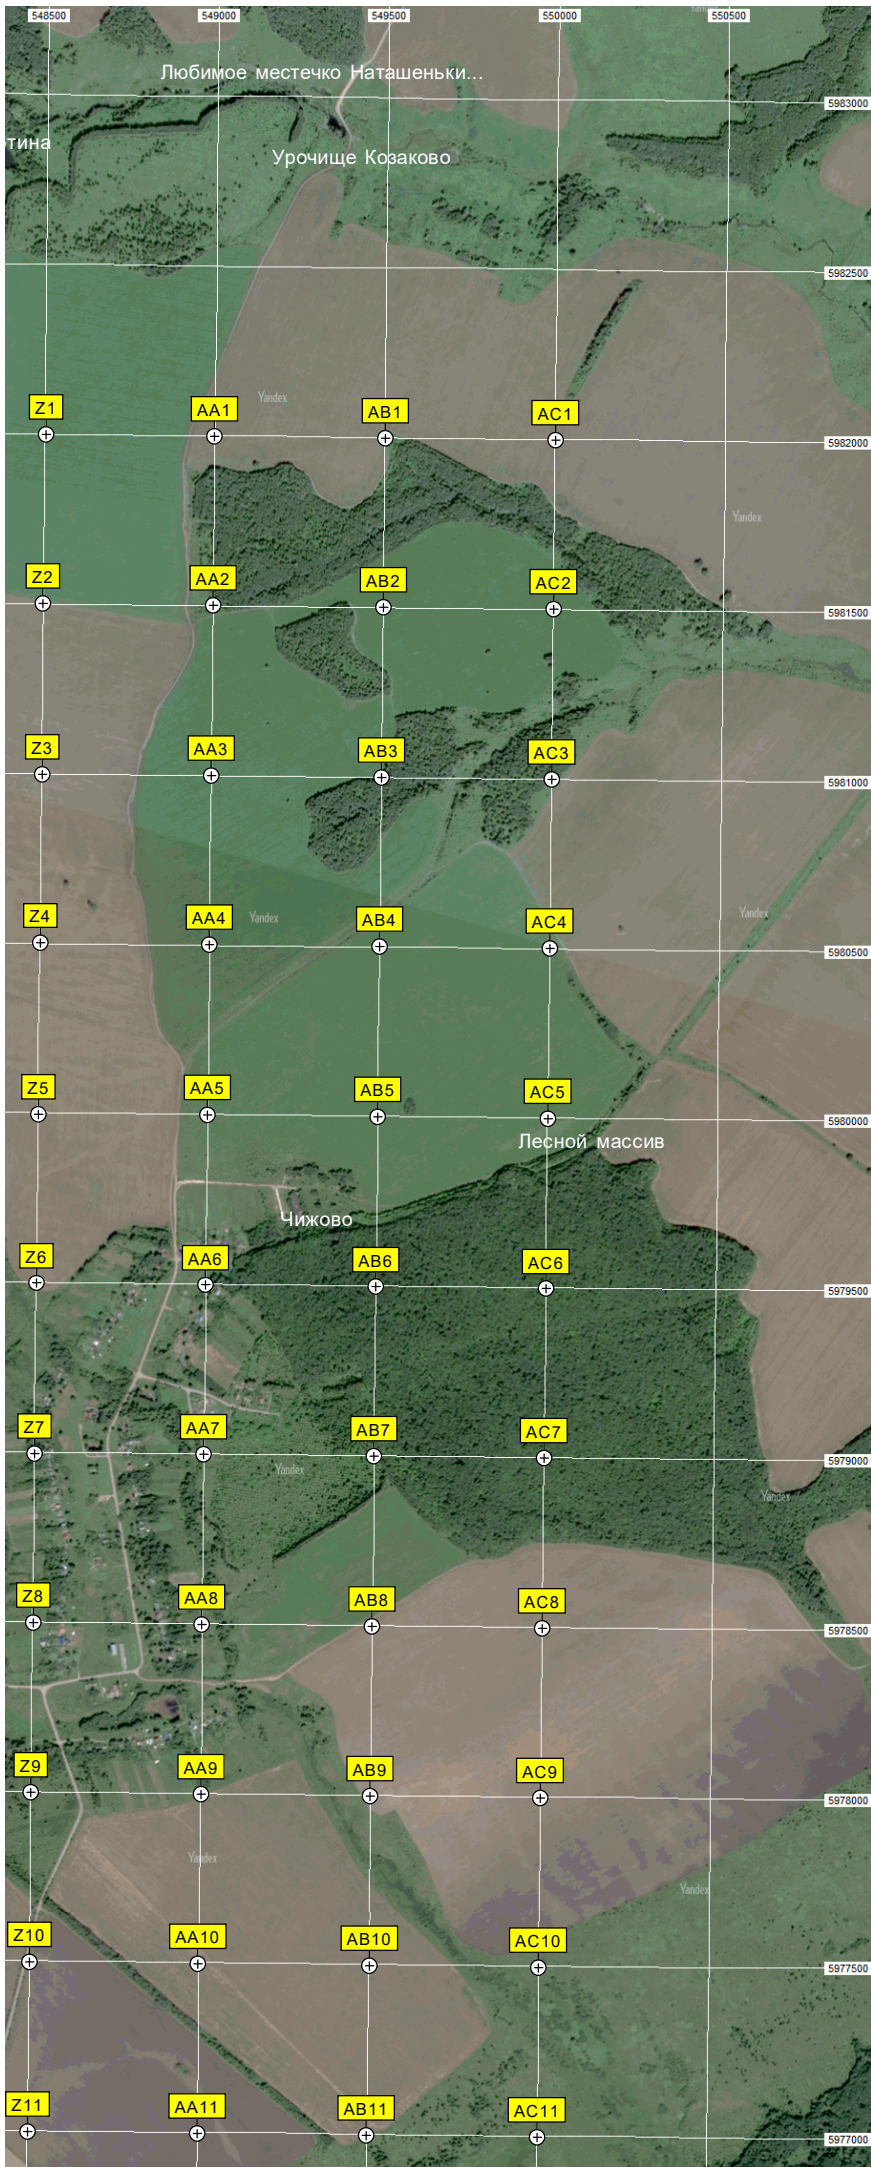 548500 549000 549500 550000 550500
Любимое местечко Наташеньки...
5983000
тина
Урочище Козаково
5982500
Yandex
Z1 AA1 AB1 AC1
5982000
Yandex
Z2 AA2 AB2 AC2
5981500
Z3 AA3 AB3 AC3
5981000
Yandex Yandex
Z4 AA4 AB4 AC4
5980500
Z5 AA5 AB5 AC5
5980000
Лесной массив
Чижово
Z6 AA6 AB6 AC6
5979500
Z7 AA7 AB7 AC7
5979000
Yandex
Yandex
Z8 AA8 AB8 AC8
5978500
Z9 AA9 AB9 AC9
5978000
Yandex
Yandex
Z10 AA10 AB10 AC10
5977500
Z11 AA11 AB11 AC11
5977000